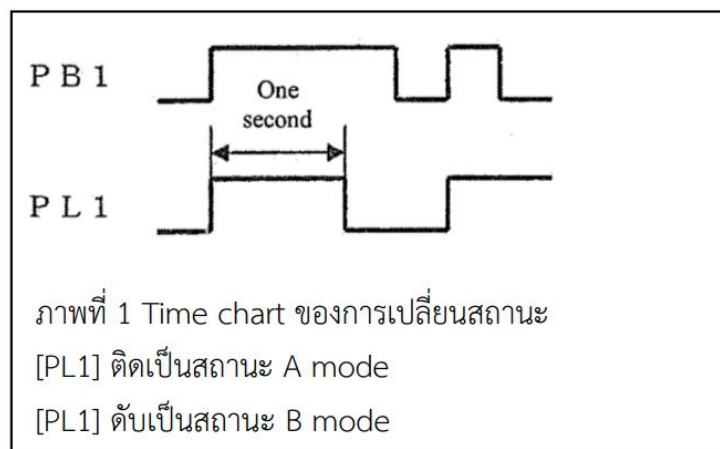 PB1
One
second
PL1
ภาพที่ 1 Time chart ของการเปลี่ยนสถานะ
[PL1] ติดเป็นสถานะ A mode
[PL1] ดับเป็นสถานะ B mode